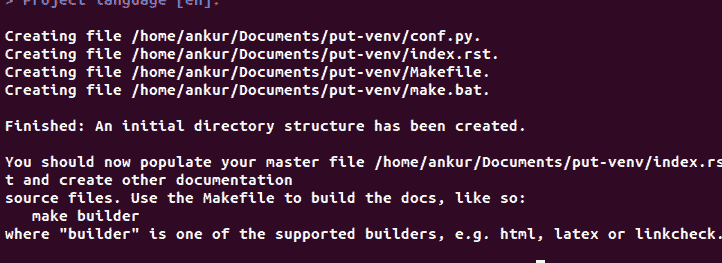 > Project language [en]:
Creating file /home/ankur/Documents/put-venv/conf.py.
Creating file /home/ankur/Documents/put-venv/index.rst.
Creating file /home/ankur/Documents/put-venv/Makefile.
Creating file /home/ankur/Documents/put-venv/make.bat.
Finished: An initial directory structure has been created.
You should now populate your master file /home/ankur/Documents/put-venv/index.rs
t and create other documentation
source files. Use the Makefile to build the docs, like so:
make builder
where "builder" is one of the supported builders, e.g. html, latex or linkcheck.